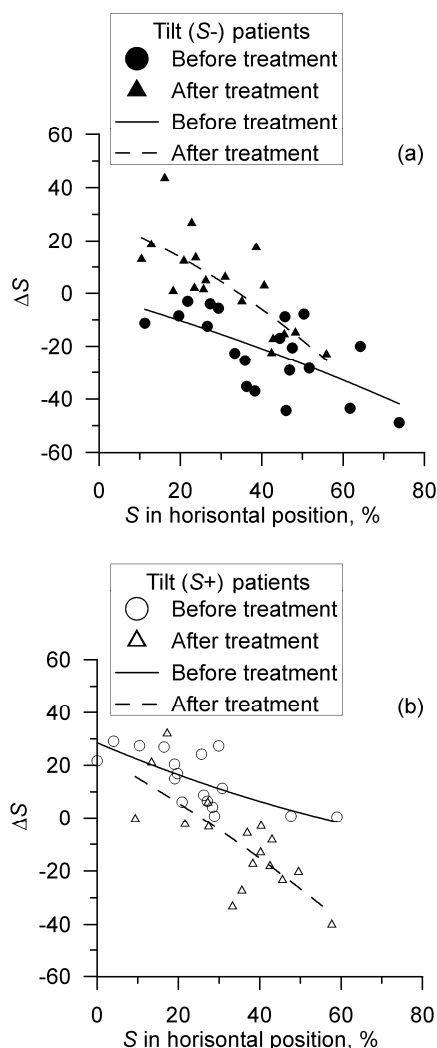 Tilt (S-) patients
Before treatment
After treatment
Before treatment
After treatment
(a)
60
40
20
0
-20
-40
-60
ΔS
0 20 40 60 80
S in horisontal position, %
Tilt (S+) patients
Before treatment
After treatment
Before treatment
After treatment
(b)
60
40
20
0
-20
-40
-60
ΔS
0 20 40 60 80
S in horisontal position, %